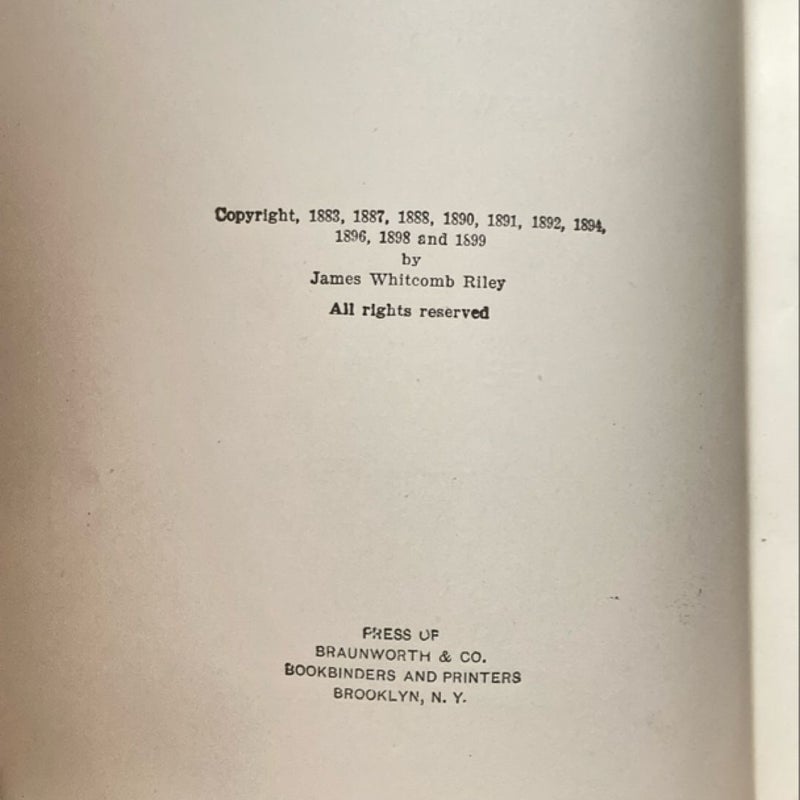 Copyright, 1883, 1887, 1888, 1890, 1891, 1892, 1894,
1896, 1898 and 1899
by
James Whitcomb Riley
All rights reserved
PRESS OF
BRAUNWORTH & CO.
BOOKBINDERS AND PRINTERS
BROOKLYN, N. Y.